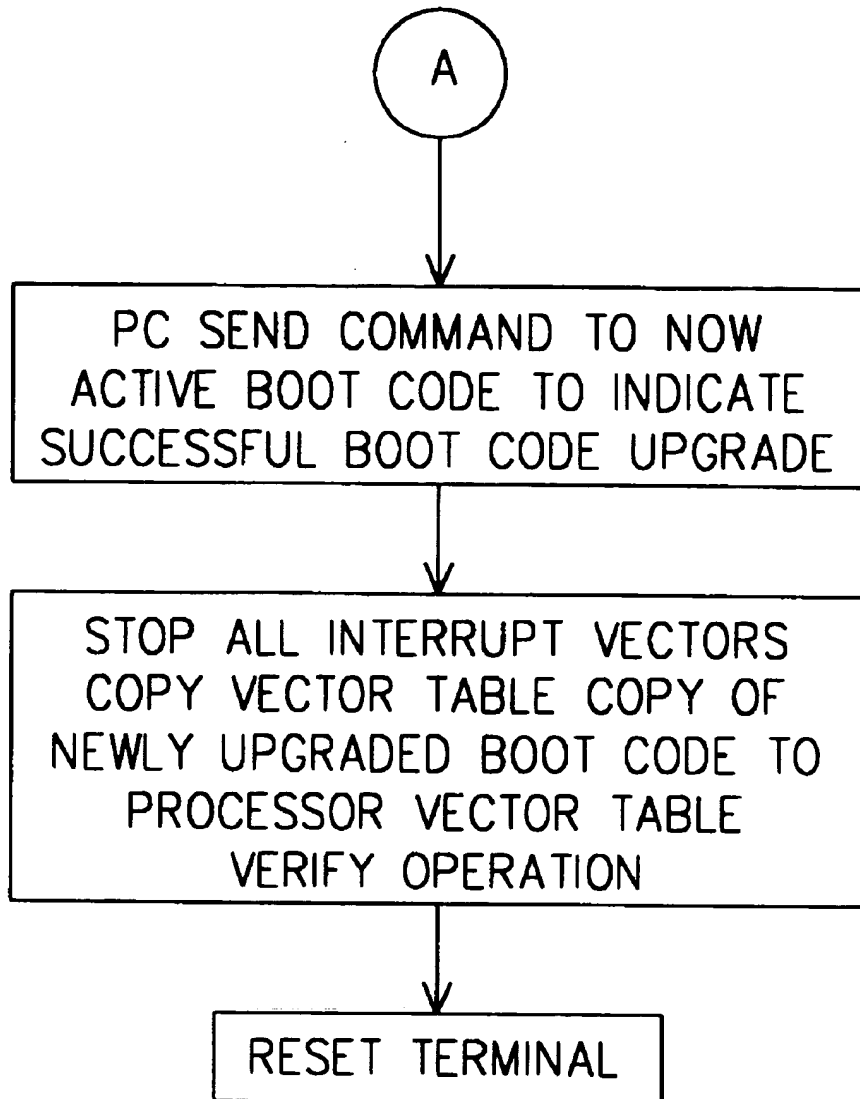 A
PC SEND COMMAND TO NOW
ACTIVE BOOT CODE TO INDICATE
SUCCESSFUL BOOT CODE UPGRADE
STOP ALL INTERRUPT VECTORS
COPY VECTOR TABLE COPY OF
NEWLY UPGRADED BOOT CODE TO
PROCESSOR VECTOR TABLE
VERIFY OPERATION
RESET TERMINAL